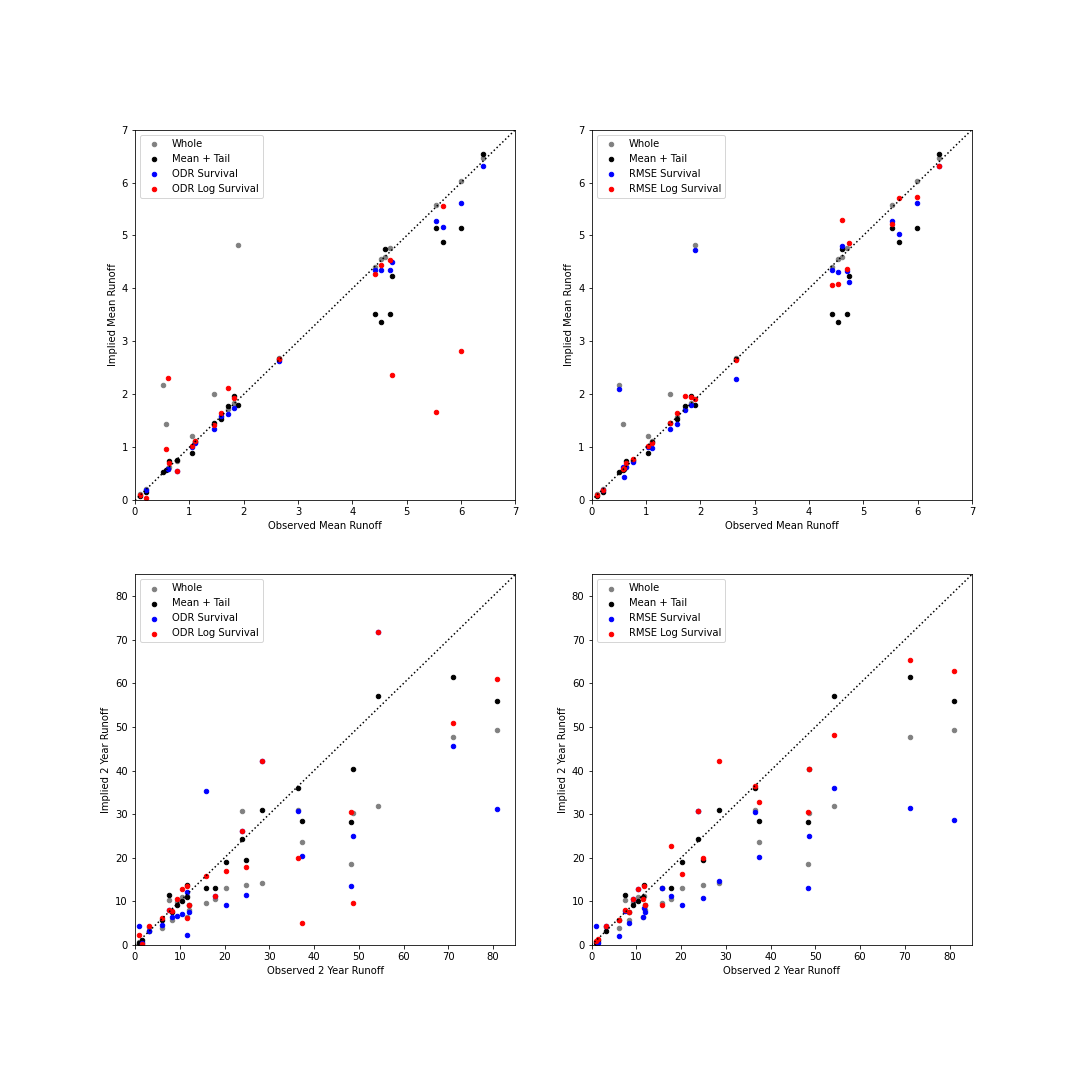 Whole
Mean + Tail
ODR Survival
ODR Log Survival
7
6
5
4
3
2
1
0
Implied Mean Runoff
0 1 2 3 4 5 6 7
Observed Mean Runoff
Whole
Mean + Tail
RMSE Survival
RMSE Log Survival
7
6
5
4
3
2
1
0
Implied Mean Runoff
0 1 2 3 4 5 6 7
Observed Mean Runoff
Whole
Mean + Tail
ODR Survival
ODR Log Survival
80
70
60
50
40
30
20
10
0
Implied 2 Year Runoff
0 10 20 30 40 50 60 70 80
Observed 2 Year Runoff
Whole
Mean + Tail
RMSE Survival
RMSE Log Survival
80
70
60
50
40
30
20
10
0
Implied 2 Year Runoff
0 10 20 30 40 50 60 70 80
Observed 2 Year Runoff